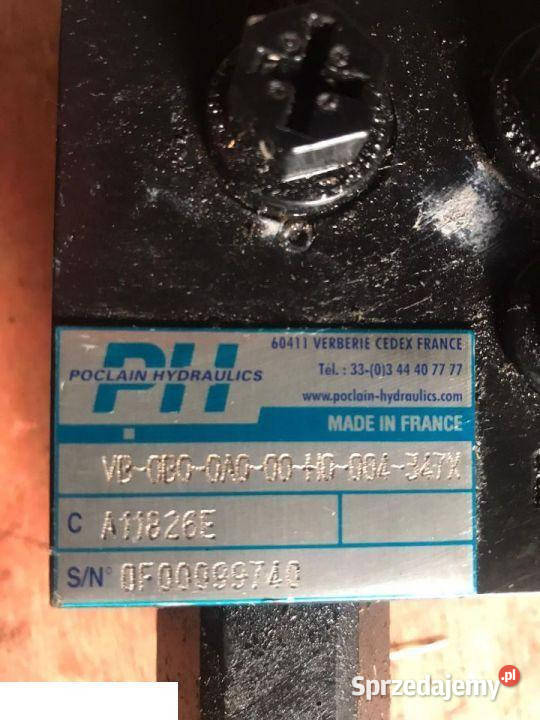 60411 VERBERIE CEDEX FRANCE
PH
POCLAIN HYDRAULICS
Tél. : 33-(0)3 44 40 77 77
www.poclain-hydraulics.com
MADE IN FRANCE
VB-0B0-0A0-00-HG-004-347X
C A11826E
S/N° 0F00099740
Sprzedajemy.pl